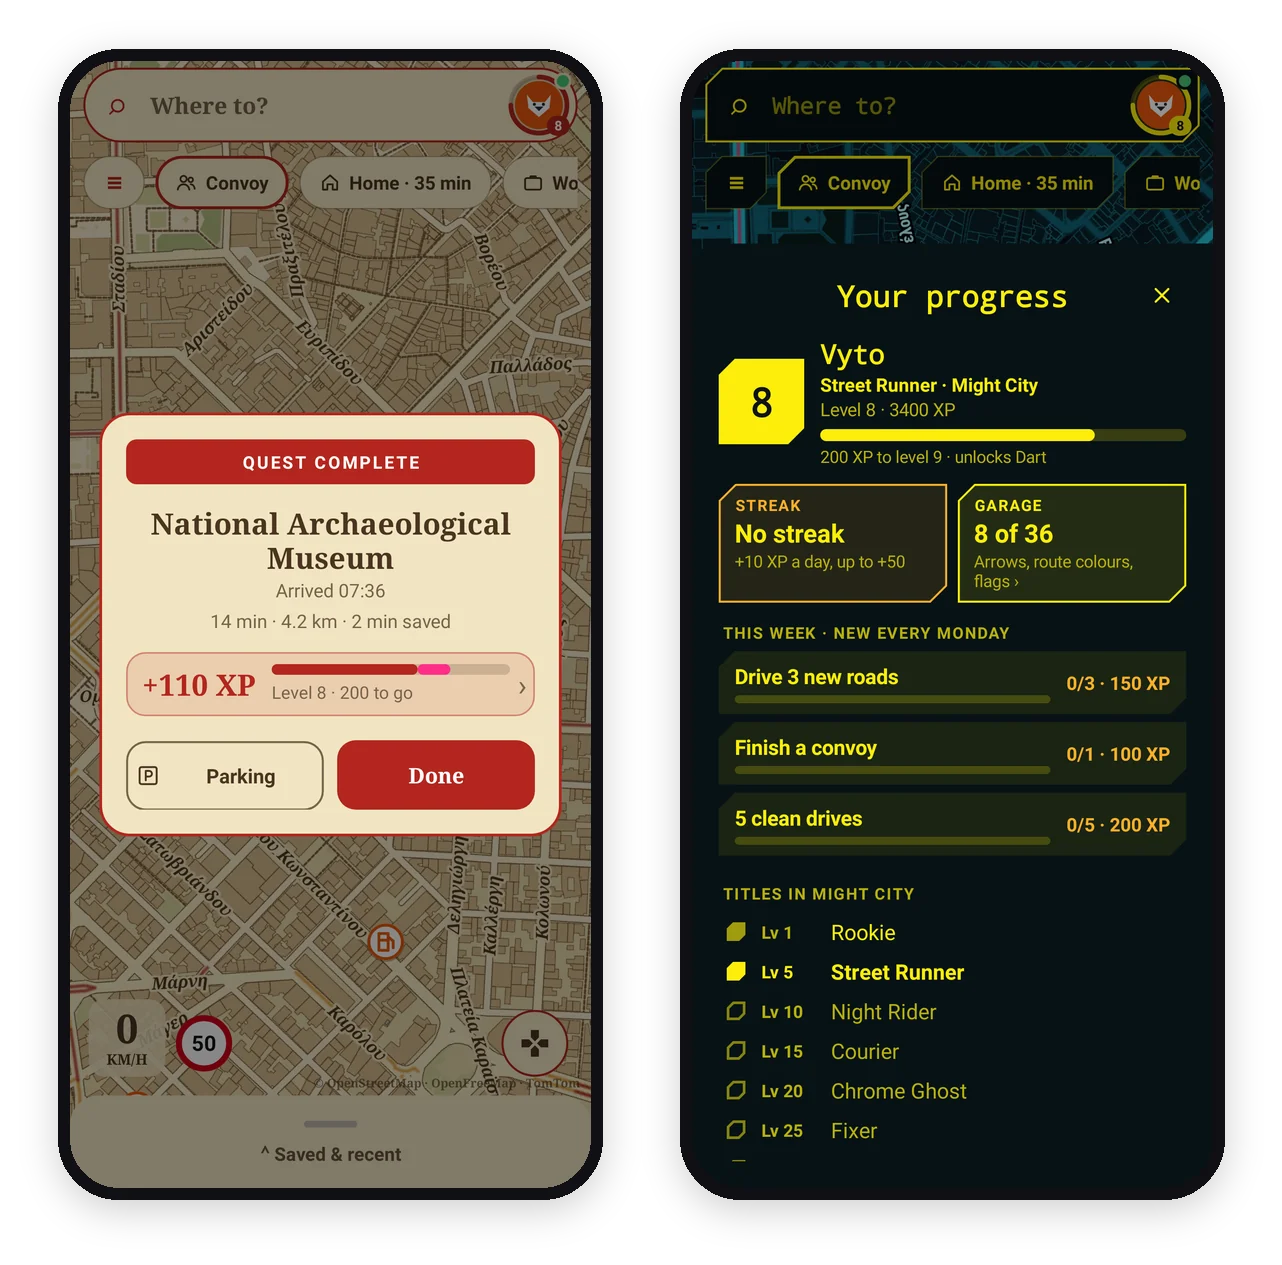 Where to?
8
Convoy
Home · 35 min
Wo
Σταδίου
Πραξιτέλου
Βορέου
Αριστείδου
Ευριπίδου
Παλλάδος
QUEST COMPLETE
National Archaeological
Museum
Arrived 07:36
14 min · 4.2 km · 2 min saved
+110 XP
Level 8 · 200 to go
P
Parking
Done
Κωνσταντίνου
Δεληγιώργη
Καλλέργη
Κολωνού
Μάρνη
Καρόλου
Πλατεία
0
KM/H
50
© OpenStreetMap · OpenFreeMap · TomTom
^ Saved & recent
Where to?
8
Convoy
Home · 35 min
Wo
Your progress
8
Vyto
Street Runner · Might City
Level 8 · 3400 XP
200 XP to level 9 · unlocks Dart
STREAK
No streak
+10 XP a day, up to +50
GARAGE
8 of 36
Arrows, route colours,
flags ›
THIS WEEK · NEW EVERY MONDAY
Drive 3 new roads
0/3 · 150 XP
Finish a convoy
0/1 · 100 XP
5 clean drives
0/5 · 200 XP
TITLES IN MIGHT CITY
Lv 1 Rookie
Lv 5 Street Runner
Lv 10 Night Rider
Lv 15 Courier
Lv 20 Chrome Ghost
Lv 25 Fixer